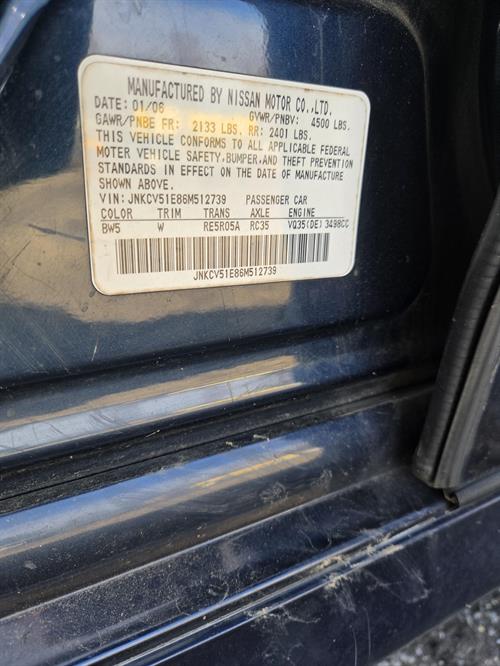 MANUFACTURED BY NISSAN MOTOR CO.,LTD.
DATE: 01/06 GVWR/PNBV: 4500 LBS.
GAWR/PNBE FR: 2133 LBS. RR: 2401 LBS.
THIS VEHICLE CONFORMS TO ALL APPLICABLE FEDERAL
MOTER VEHICLE SAFETY,BUMPER,AND THEFT PREVENTION
STANDARDS IN EFFECT ON THE DATE OF MANUFACTURE
SHOWN ABOVE.
VIN: JNKCV51E86M512739 PASSENGER CAR
COLOR TRIM TRANS AXLE ENGINE
BW5 W RE5R05A RC35 VQ35(DE) 3498CC
JNKCV51E86M512739